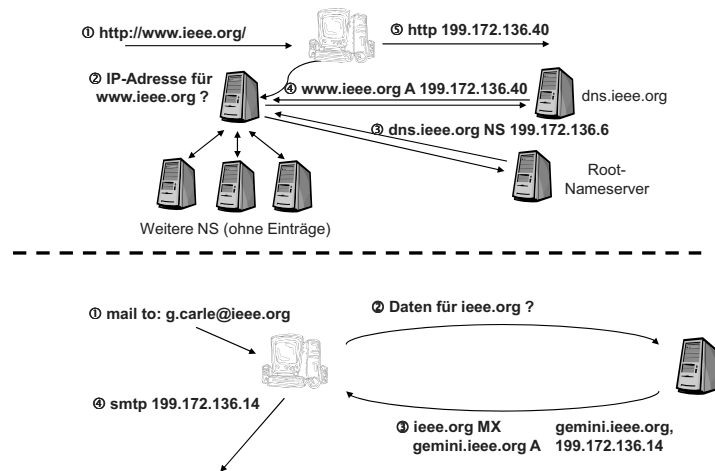 ① http://www.ieee.org/
⑤ http 199.172.136.40
② IP-Adresse für
www.ieee.org ?
④ www.ieee.org A 199.172.136.40
dns.ieee.org
③ dns.ieee.org NS 199.172.136.6
Root-
Nameserver
Weitere NS (ohne Einträge)
① mail to: g.carle@ieee.org
② Daten für ieee.org ?
④ smtp 199.172.136.14
③ ieee.org MX gemini.ieee.org,
gemini.ieee.org A 199.172.136.14